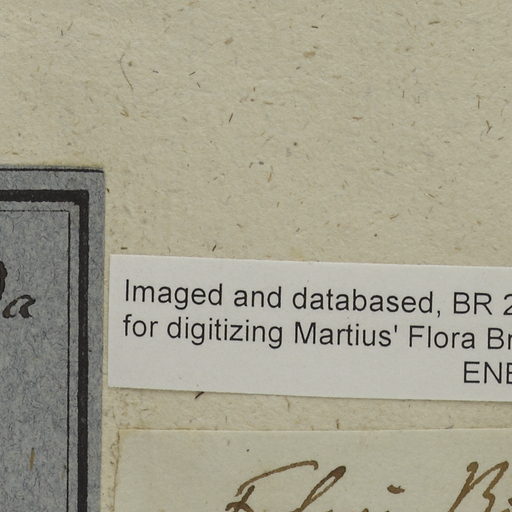 Imaged and databased, BR 2
for digitizing Martius' Flora Br
ENE
a